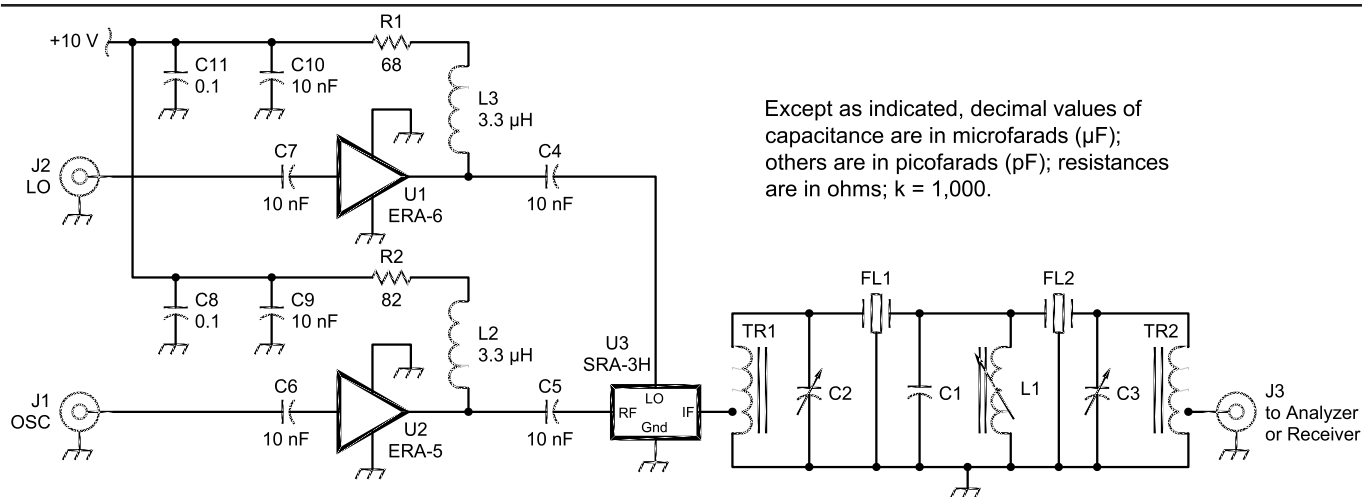 +10 V
R1
68
C11
0.1
C10
10 nF
L3
3.3 µH
Except as indicated, decimal values of
capacitance are in microfarads (µF);
others are in picofarads (pF); resistances
are in ohms; k = 1,000.
J2
LO
C7
10 nF
U1
ERA-6
C4
10 nF
R2
82
C8
0.1
C9
10 nF
L2
3.3 µH
U3
SRA-3H
LO
RF
IF
Gnd
J1
OSC
C6
10 nF
U2
ERA-5
C5
10 nF
TR1
C2
FL1
C1
L1
FL2
C3
TR2
J3
to Analyzer
or Receiver